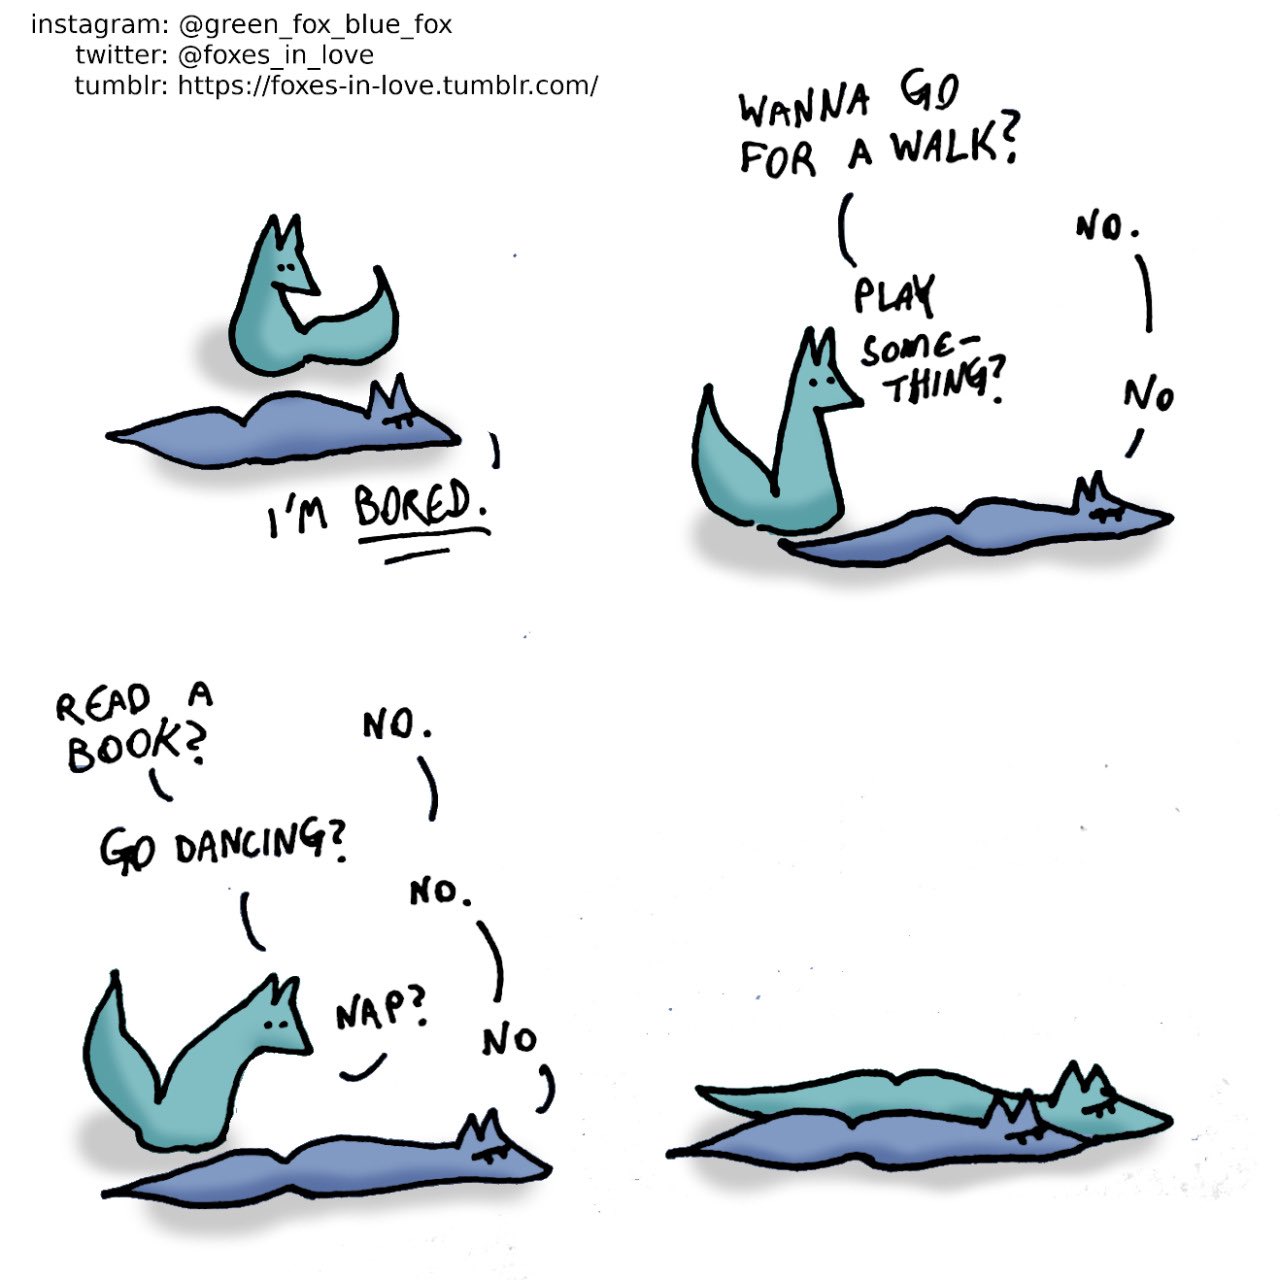 instagram: @green_fox_blue_fox
twitter: @foxes_in_love
tumblr: https://foxes-in-love.tumblr.com/
I'M BORED.
WANNA GO
FOR A WALK?
NO.
PLAY
SOME-
THING?
NO
READ A
BOOK?
NO.
GO DANCING?
NO.
NAP?
NO